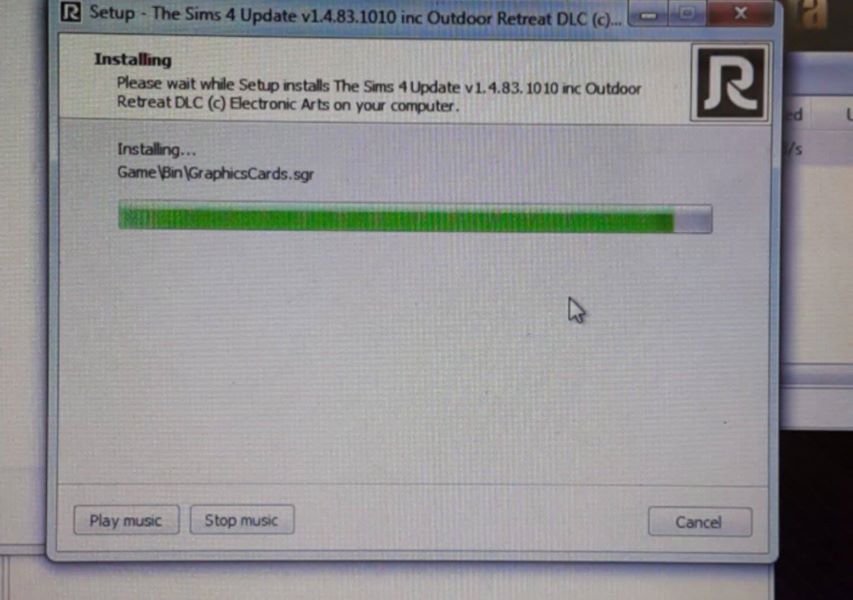 Setup - The Sims 4 Update v1.4.83.1010 inc Outdoor Retreat DLC (c)...
Installing
Please wait while Setup installs The Sims 4 Update v1.4.83.1010 inc Outdoor
Retreat DLC (c) Electronic Arts on your computer.
R
Installing...
Game\Bin\GraphicsCards.sgr
Play music
Stop music
Cancel
a
ed
/s